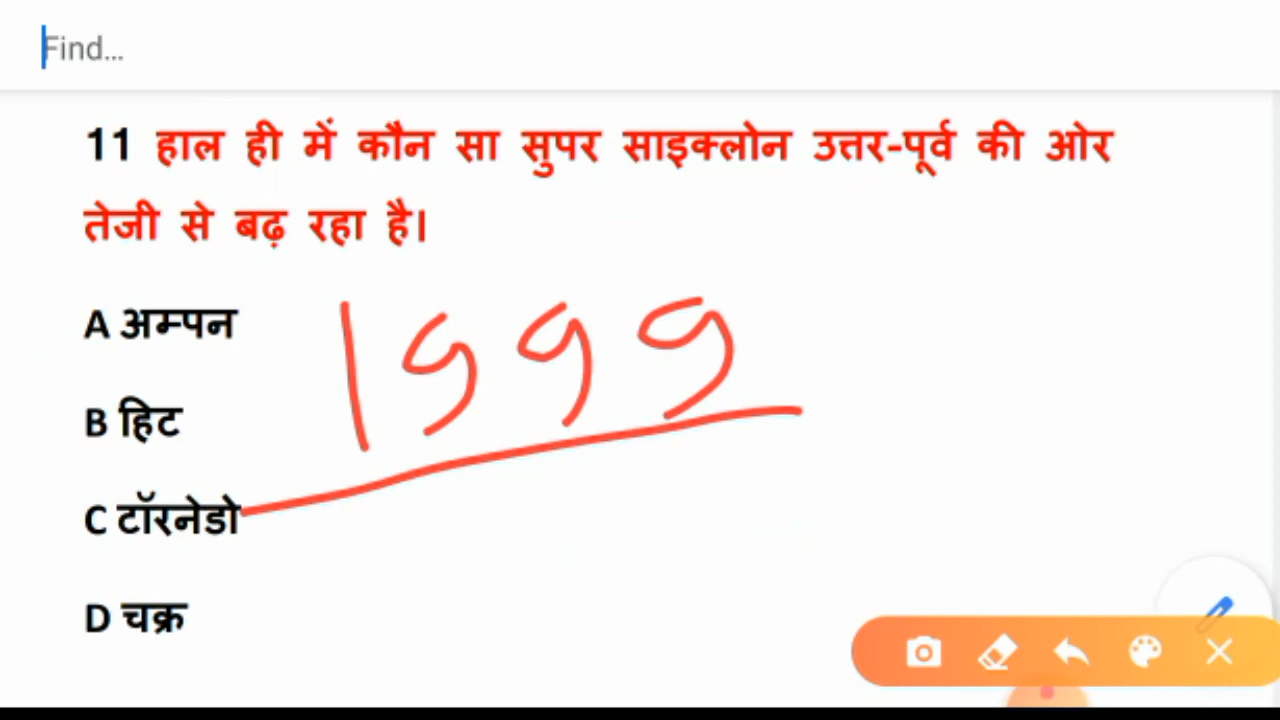 Find...
11 हाल ही में कौन सा सुपर साइक्लोन उत्तर-पूर्व की ओर
तेजी से बढ़ रहा है।
A अम्पन
1999
B हिट
C टॉरनेडो
D चक्र